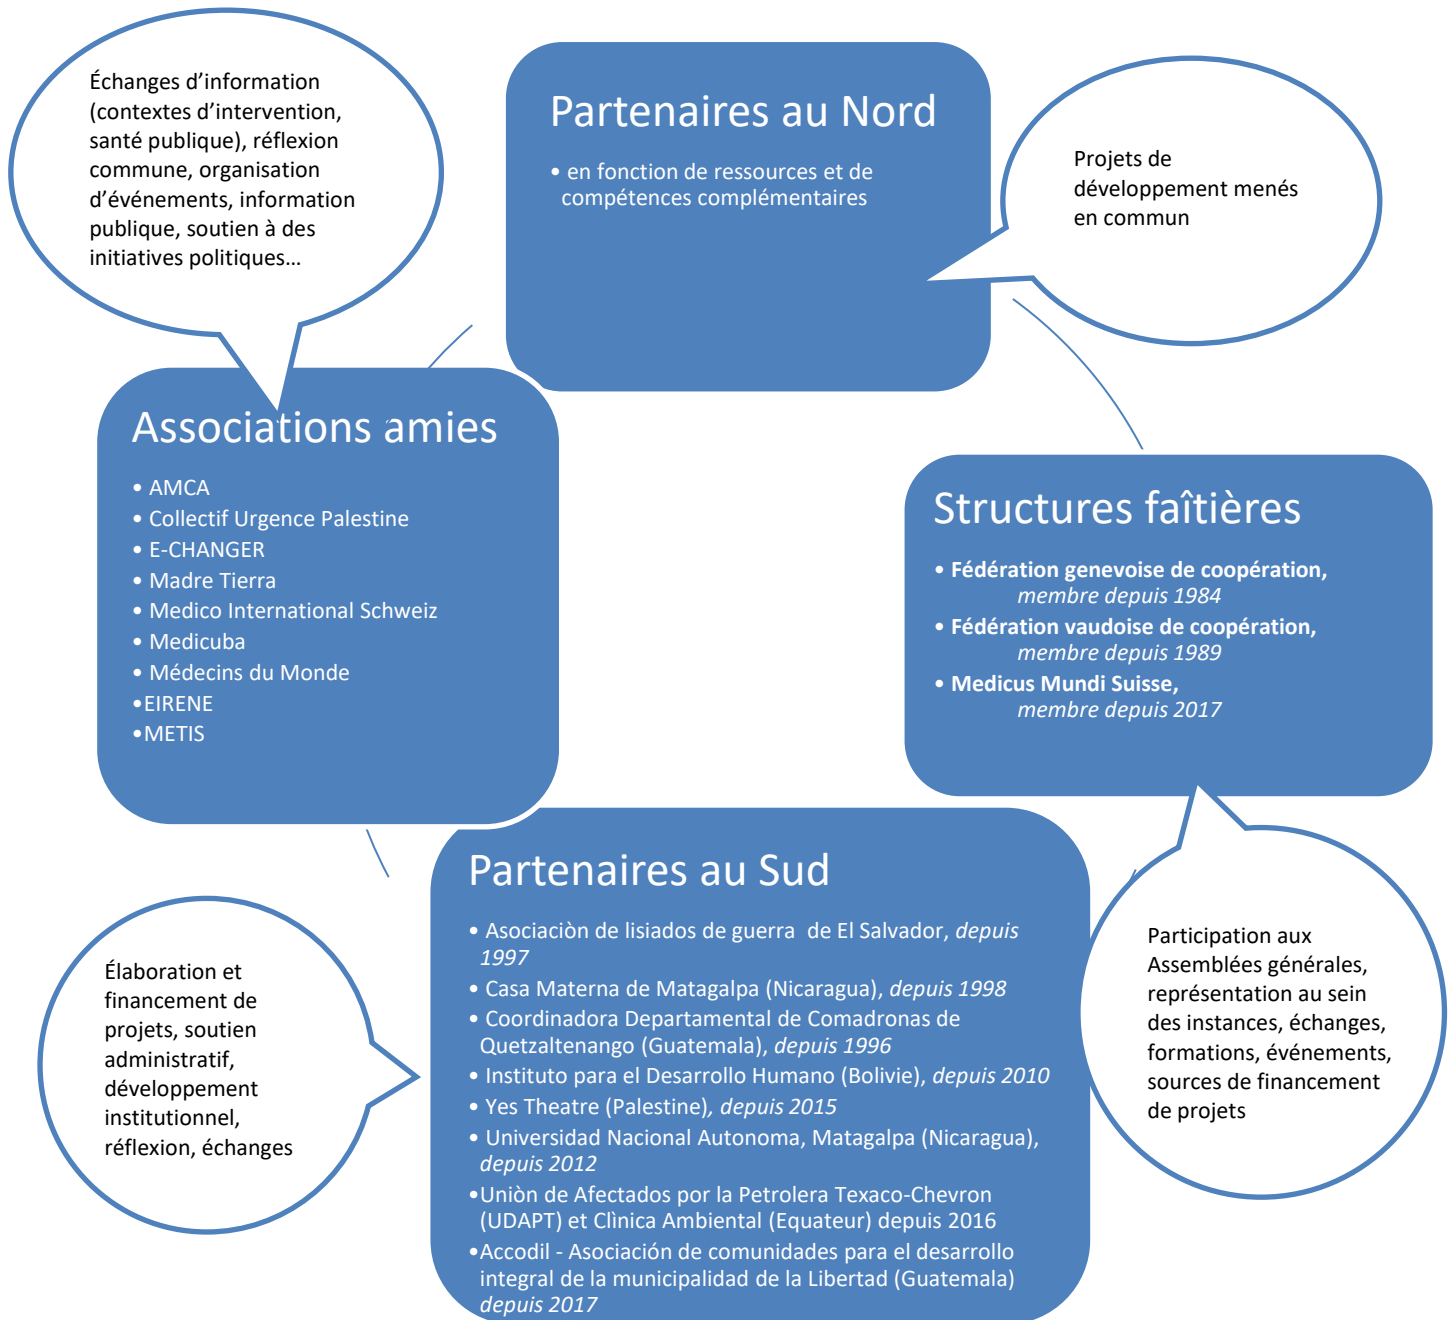 Échanges d’information
(contextes d’intervention,
santé publique), réflexion
commune, organisation
d’événements, information
publique, soutien à des
initiatives politiques…
Partenaires au Nord
• en fonction de ressources et de
compétences complémentaires
Projets de
développement menés
en commun
Associations amies
• AMCA
• Collectif Urgence Palestine
• E-CHANGER
• Madre Tierra
• Medico International Schweiz
• Medicuba
• Médecins du Monde
•EIRENE
•METIS
Structures faîtières
• Fédération genevoise de coopération,
membre depuis 1984
• Fédération vaudoise de coopération,
membre depuis 1989
• Medicus Mundi Suisse,
membre depuis 2017
Partenaires au Sud
• Asociaciòn de lisiados de guerra de El Salvador, depuis
1997
• Casa Materna de Matagalpa (Nicaragua), depuis 1998
• Coordinadora Departamental de Comadronas de
Quetzaltenango (Guatemala), depuis 1996
• Instituto para el Desarrollo Humano (Bolivie), depuis 2010
• Yes Theatre (Palestine), depuis 2015
• Universidad Nacional Autonoma, Matagalpa (Nicaragua),
depuis 2012
•Uniòn de Afectados por la Petrolera Texaco-Chevron
(UDAPT) et Clìnica Ambiental (Equateur) depuis 2016
•Accodil - Asociación de comunidades para el desarrollo
integral de la municipalidad de la Libertad (Guatemala)
depuis 2017
Élaboration et
financement de
projets, soutien
administratif,
développement
institutionnel,
réflexion, échanges
Participation aux
Assemblées générales,
représentation au sein
des instances, échanges,
formations, événements,
sources de financement
de projets